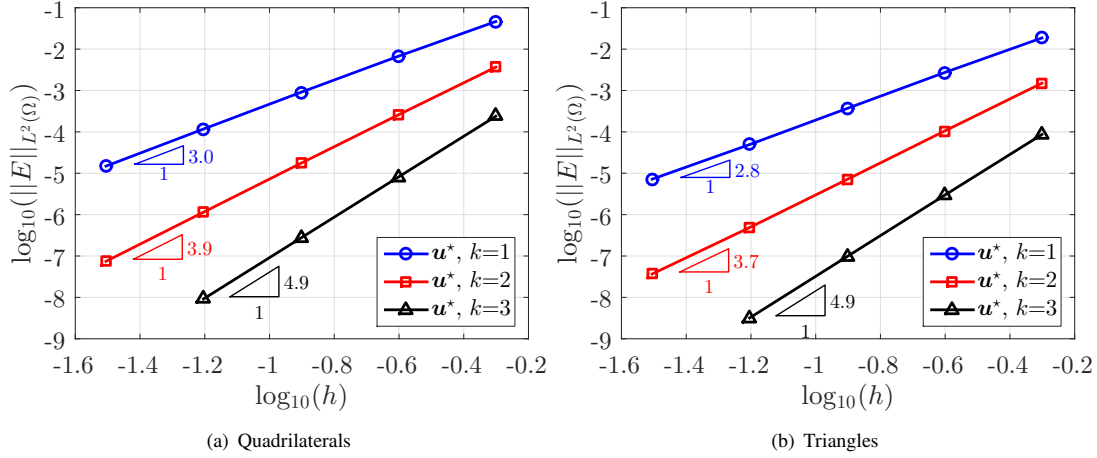 -1
-2
-3
-4
-5
-6
-7
-8
-9
log₁₀(||E||_{L²(Ω)})
3.0
1
3.9
1
4.9
1
u⋆, k=1
u⋆, k=2
u⋆, k=3
-1.6 -1.4 -1.2 -1 -0.8 -0.6 -0.4 -0.2
log₁₀(h)
(a) Quadrilaterals
-1
-2
-3
-4
-5
-6
-7
-8
-9
log₁₀(||E||_{L²(Ω)})
2.8
1
3.7
1
4.9
1
u⋆, k=1
u⋆, k=2
u⋆, k=3
-1.6 -1.4 -1.2 -1 -0.8 -0.6 -0.4 -0.2
log₁₀(h)
(b) Triangles